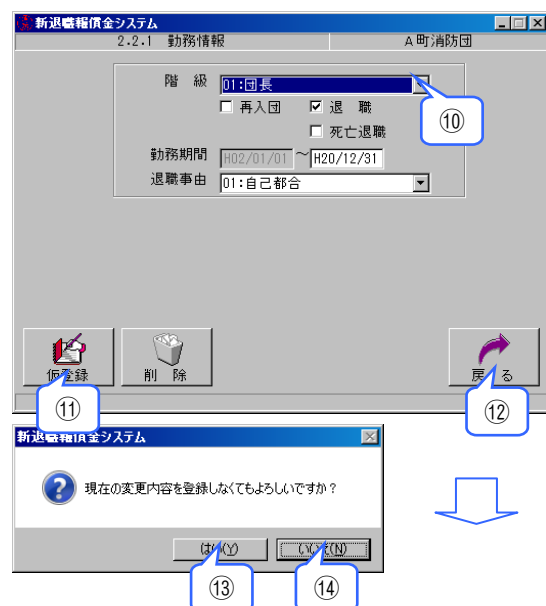 新退職報償金システム
2.2.1 勤務情報 A町消防団
階 級 01:団長
⑩
再入団 退 職
死亡退職
勤務期間 H02/01/01 ~ H20/12/31
退職事由 01:自己都合
仮登録 削 除 戻 る
⑪ ⑫
新退職報償金システム
現在の変更内容を登録しなくてもよろしいですか?
はい(Y) いいえ(N)
⑬ ⑭